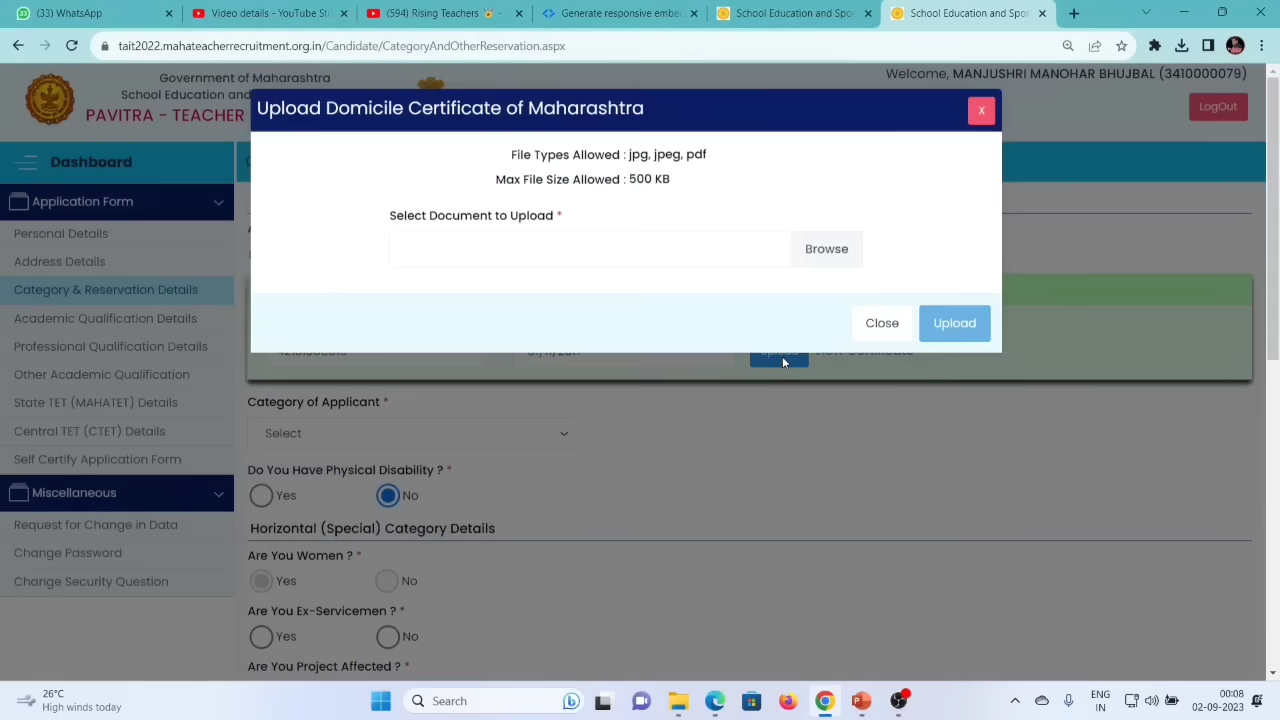 (33) WhatsApp
YouTube Video - St
(594) Rising Teacher
Generate responsive embe
School Education and Spo
School Education and Spor
tait2022.mahateacherrecruitment.org.in/Candidate/CategoryAndOtherReservation.aspx
Government of Maharashtra
School Education and
PAVITRA - TEACHER
Welcome, MANJUSHRI MANOHAR BHUJBAL (3410000079)
LogOut
Upload Domicile Certificate of Maharashtra
X
File Types Allowed : jpg, jpeg, pdf
Max File Size Allowed : 500 KB
Select Document to Upload *
Browse
Close
Upload
Dashboard
Application Form
Personal Details
Address Details
Category & Reservation Details
Academic Qualification Details
Professional Qualification Details
Other Academic Qualification
State TET (MAHATET) Details
Central TET (CTET) Details
Self Certify Application Form
Miscellaneous
Request for Change in Data
Change Password
Change Security Question
View Certificate
Category of Applicant *
Select
Do You Have Physical Disability ? *
Yes
No
Horizontal (Special) Category Details
Are You Women ? *
Yes
No
Are You Ex-Servicemen ? *
Yes
No
Are You Project Affected ? *
26°C
High winds today
Search
ENG
IN
00:08
02-09-2023